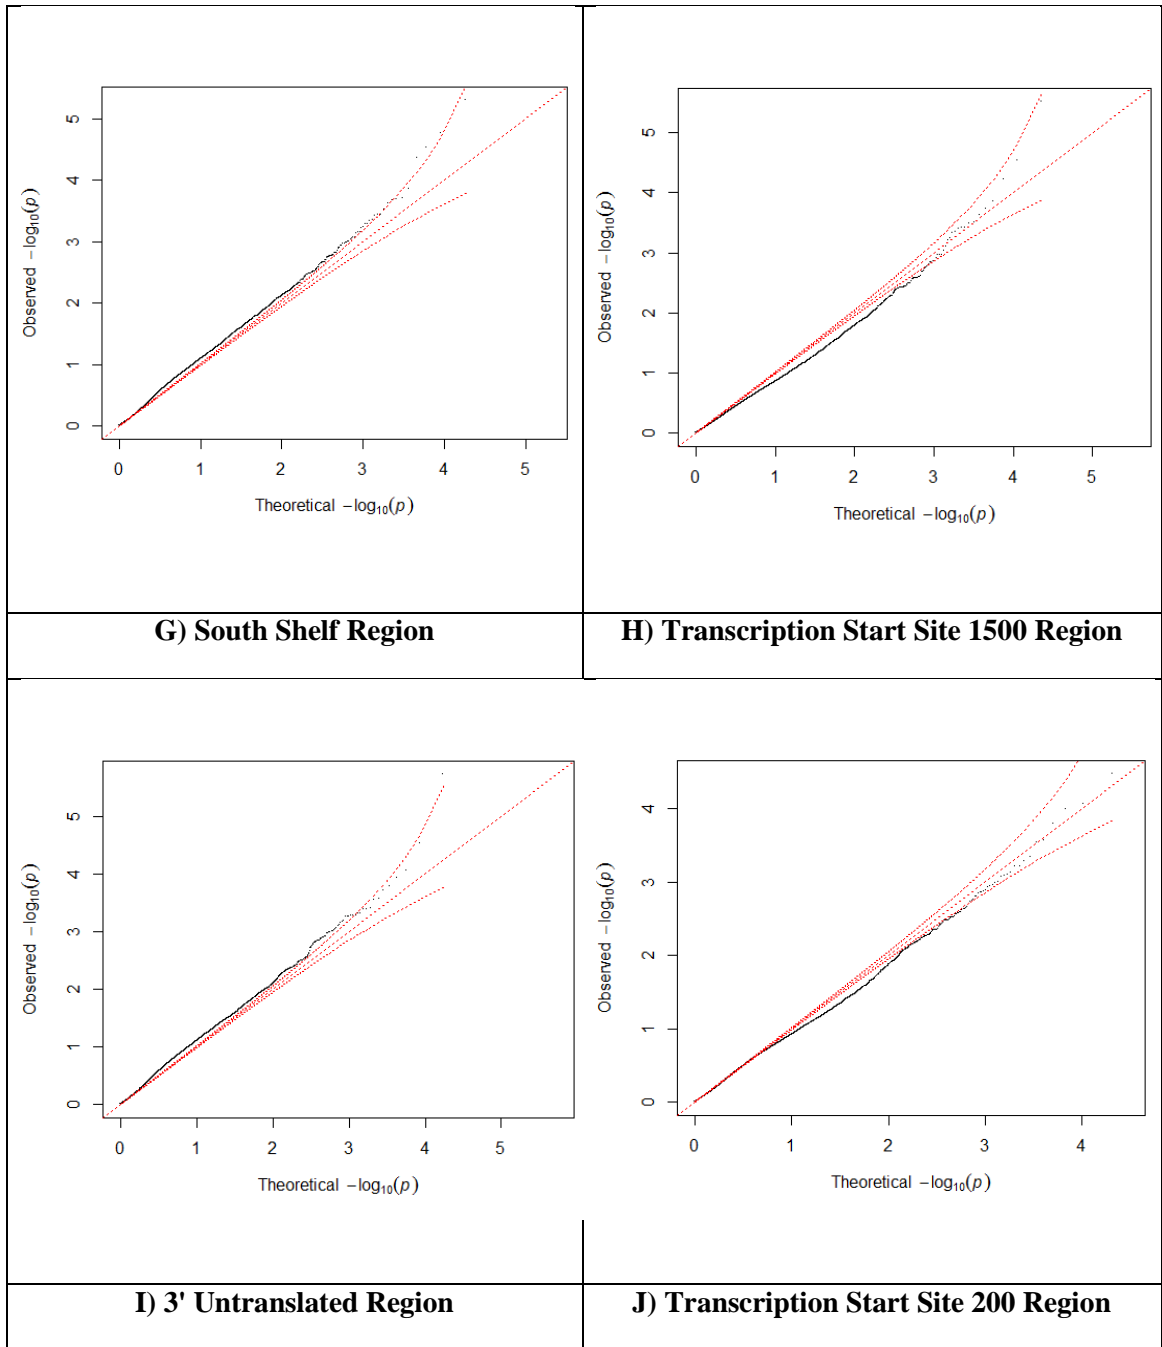 5
4
3
2
1
0
Observed −log10(p)
0 1 2 3 4 5
Theoretical −log10(p)
5
4
3
2
1
0
Observed −log10(p)
0 1 2 3 4 5
Theoretical −log10(p)
G) South Shelf Region
H) Transcription Start Site 1500 Region
5
4
3
2
1
0
Observed −log10(p)
0 1 2 3 4 5
Theoretical −log10(p)
4
3
2
1
0
Observed −log10(p)
0 1 2 3 4
Theoretical −log10(p)
I) 3' Untranslated Region
J) Transcription Start Site 200 Region